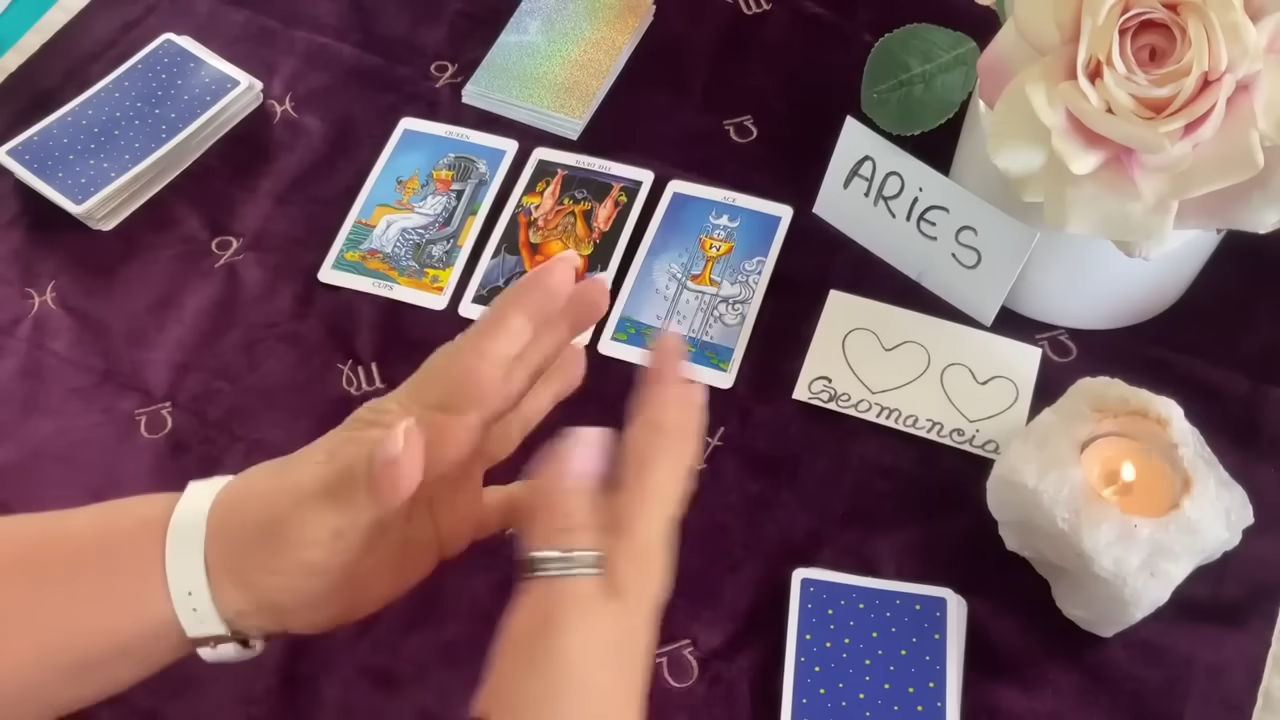 QUEEN
CUPS
THE DEVIL
ACE
ARiES
Geomancia